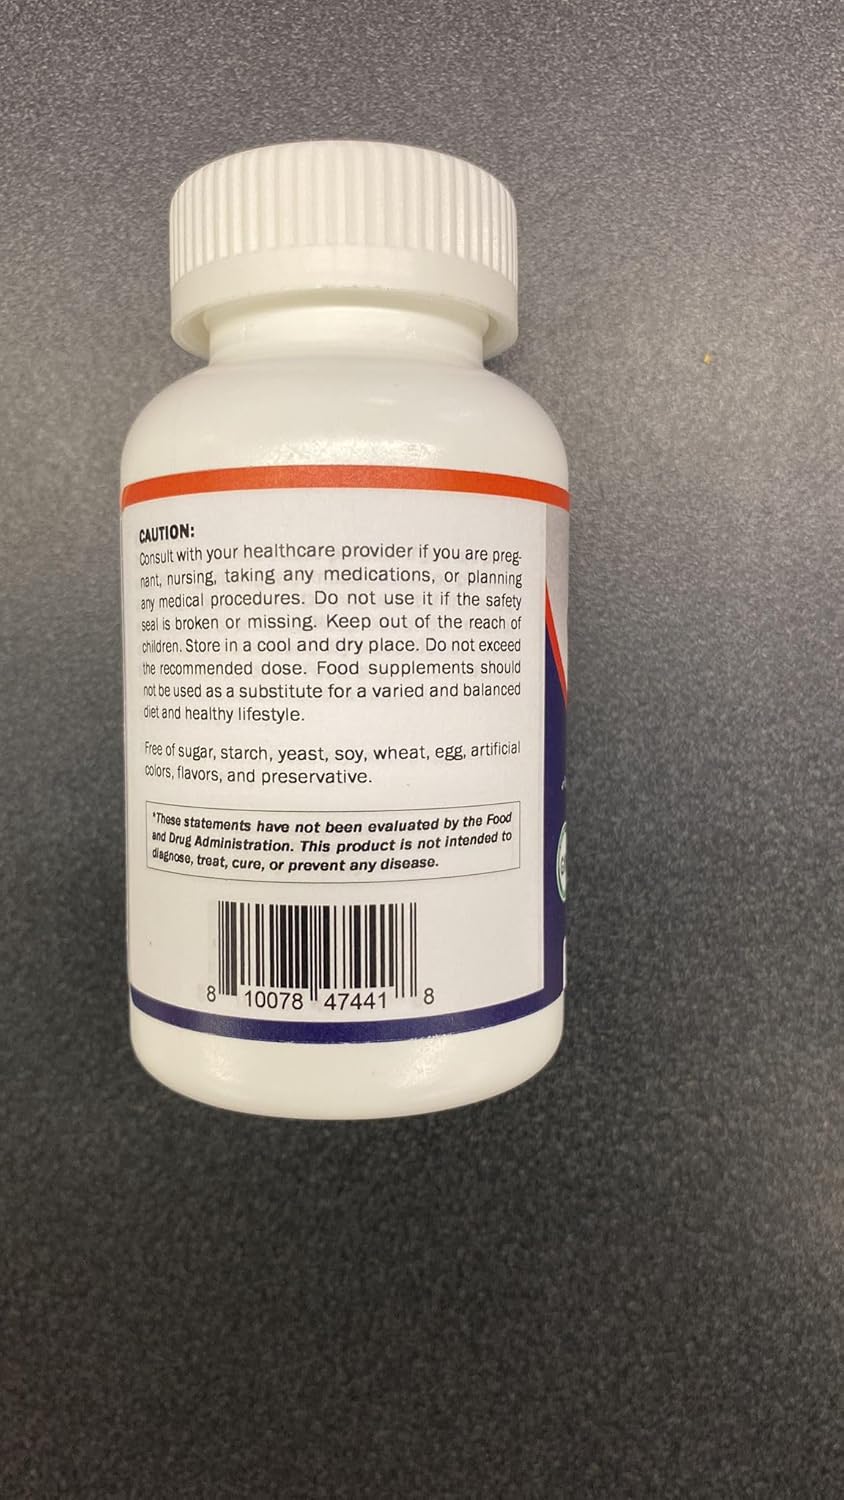 CAUTION:
Consult with your healthcare provider if you are preg-
nant, nursing, taking any medications, or planning
any medical procedures. Do not use it if the safety
seal is broken or missing. Keep out of the reach of
children. Store in a cool and dry place. Do not exceed
the recommended dose. Food supplements should
not be used as a substitute for a varied and balanced
diet and healthy lifestyle.
Free of sugar, starch, yeast, soy, wheat, egg, artificial
colors, flavors, and preservative.
*These statements have not been evaluated by the Food
and Drug Administration. This product is not intended to
diagnose, treat, cure, or prevent any disease.
8 10078 47441 8